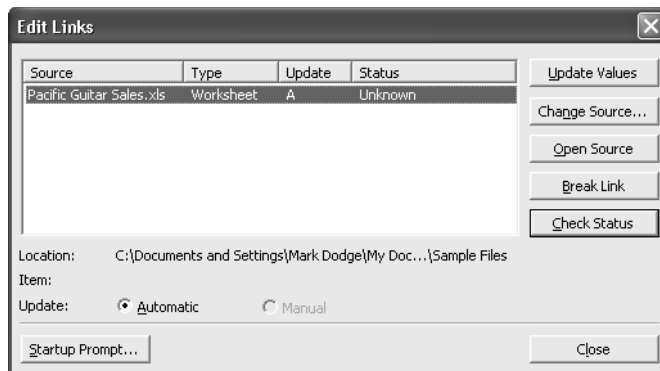 Edit Links
Source Type Update Status
Pacific Guitar Sales.xls Worksheet A Unknown
Update Values
Change Source...
Open Source
Break Link
Check Status
Location: C:\Documents and Settings\Mark Dodge\My Doc...\Sample Files
Item:
Update: Automatic Manual
Startup Prompt... Close